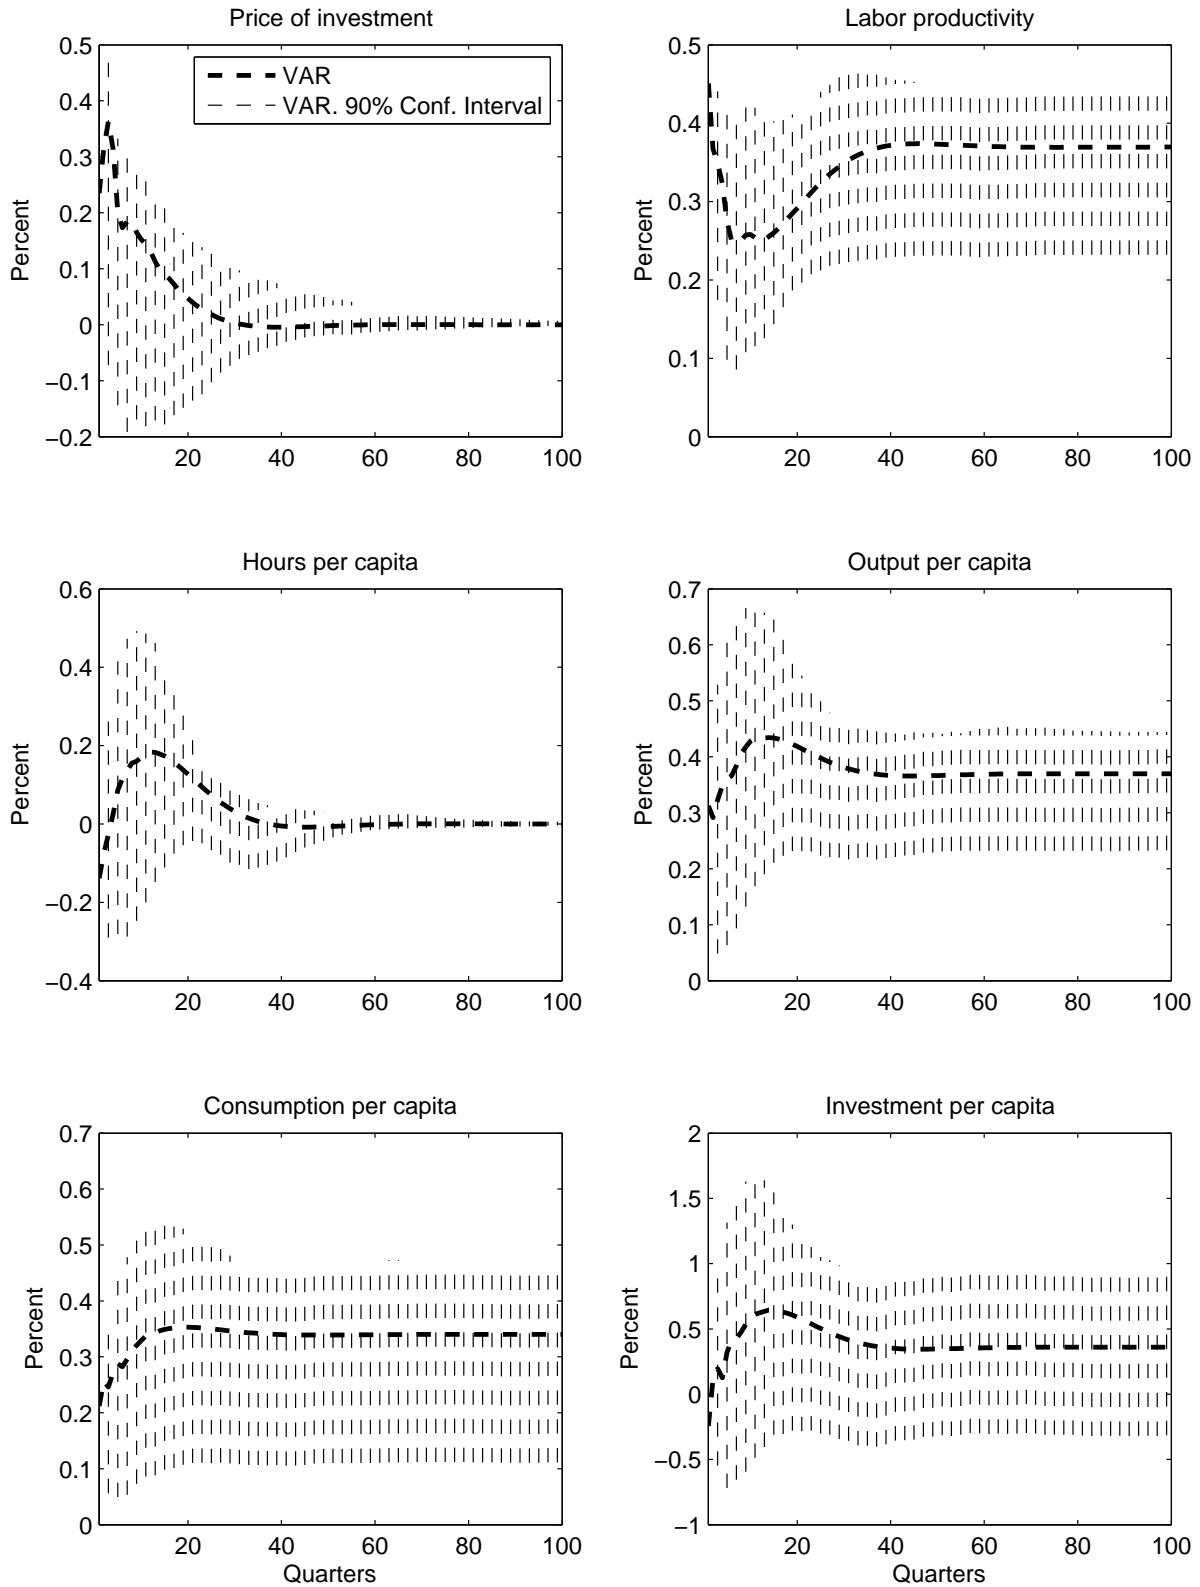 Price of investment
Percent
0.5
0.4
0.3
0.2
0.1
0
−0.1
−0.2
20 40 60 80 100
VAR
VAR. 90% Conf. Interval
Labor productivity
Percent
0.5
0.4
0.3
0.2
0.1
0
20 40 60 80 100
Hours per capita
Percent
0.6
0.4
0.2
0
−0.2
−0.4
20 40 60 80 100
Output per capita
Percent
0.7
0.6
0.5
0.4
0.3
0.2
0.1
0
20 40 60 80 100
Consumption per capita
Percent
0.7
0.6
0.5
0.4
0.3
0.2
0.1
0
20 40 60 80 100
Quarters
Investment per capita
Percent
2
1.5
1
0.5
0
−0.5
−1
20 40 60 80 100
Quarters